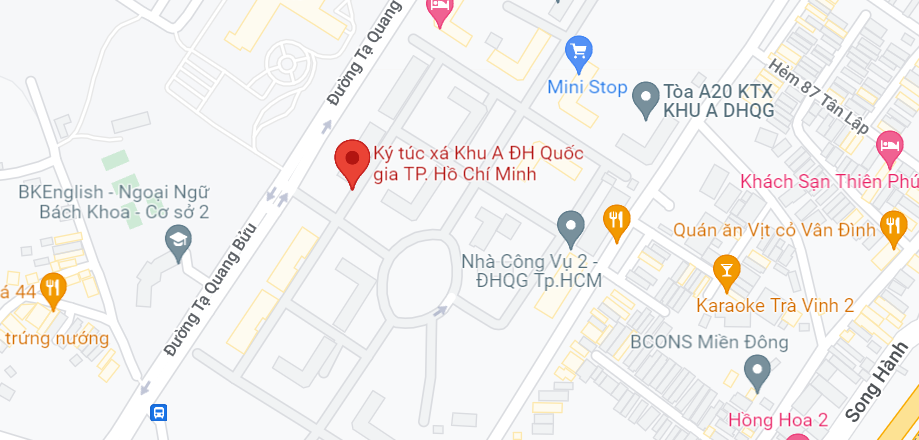 Đường Tạ Quang
Mini Stop
Tòa A20 KTX
KHU A DHQG
Hẻm 87 Tân Lập
Ký túc xá Khu A ĐH Quốc
gia TP. Hồ Chí Minh
Khách Sạn Thiên Phú
BKEnglish - Ngoại Ngữ
Bách Khoa - Cơ sở 2
Đường Tạ Quang Bửu
Quán ăn Vịt cỏ Vân Đình
Nhà Công Vụ 2 -
ĐHQG Tp.HCM
á 44
trứng nướng
Karaoke Trà Vinh 2
BCONS Miền Đông
Song Hành
Hồng Hoa 2